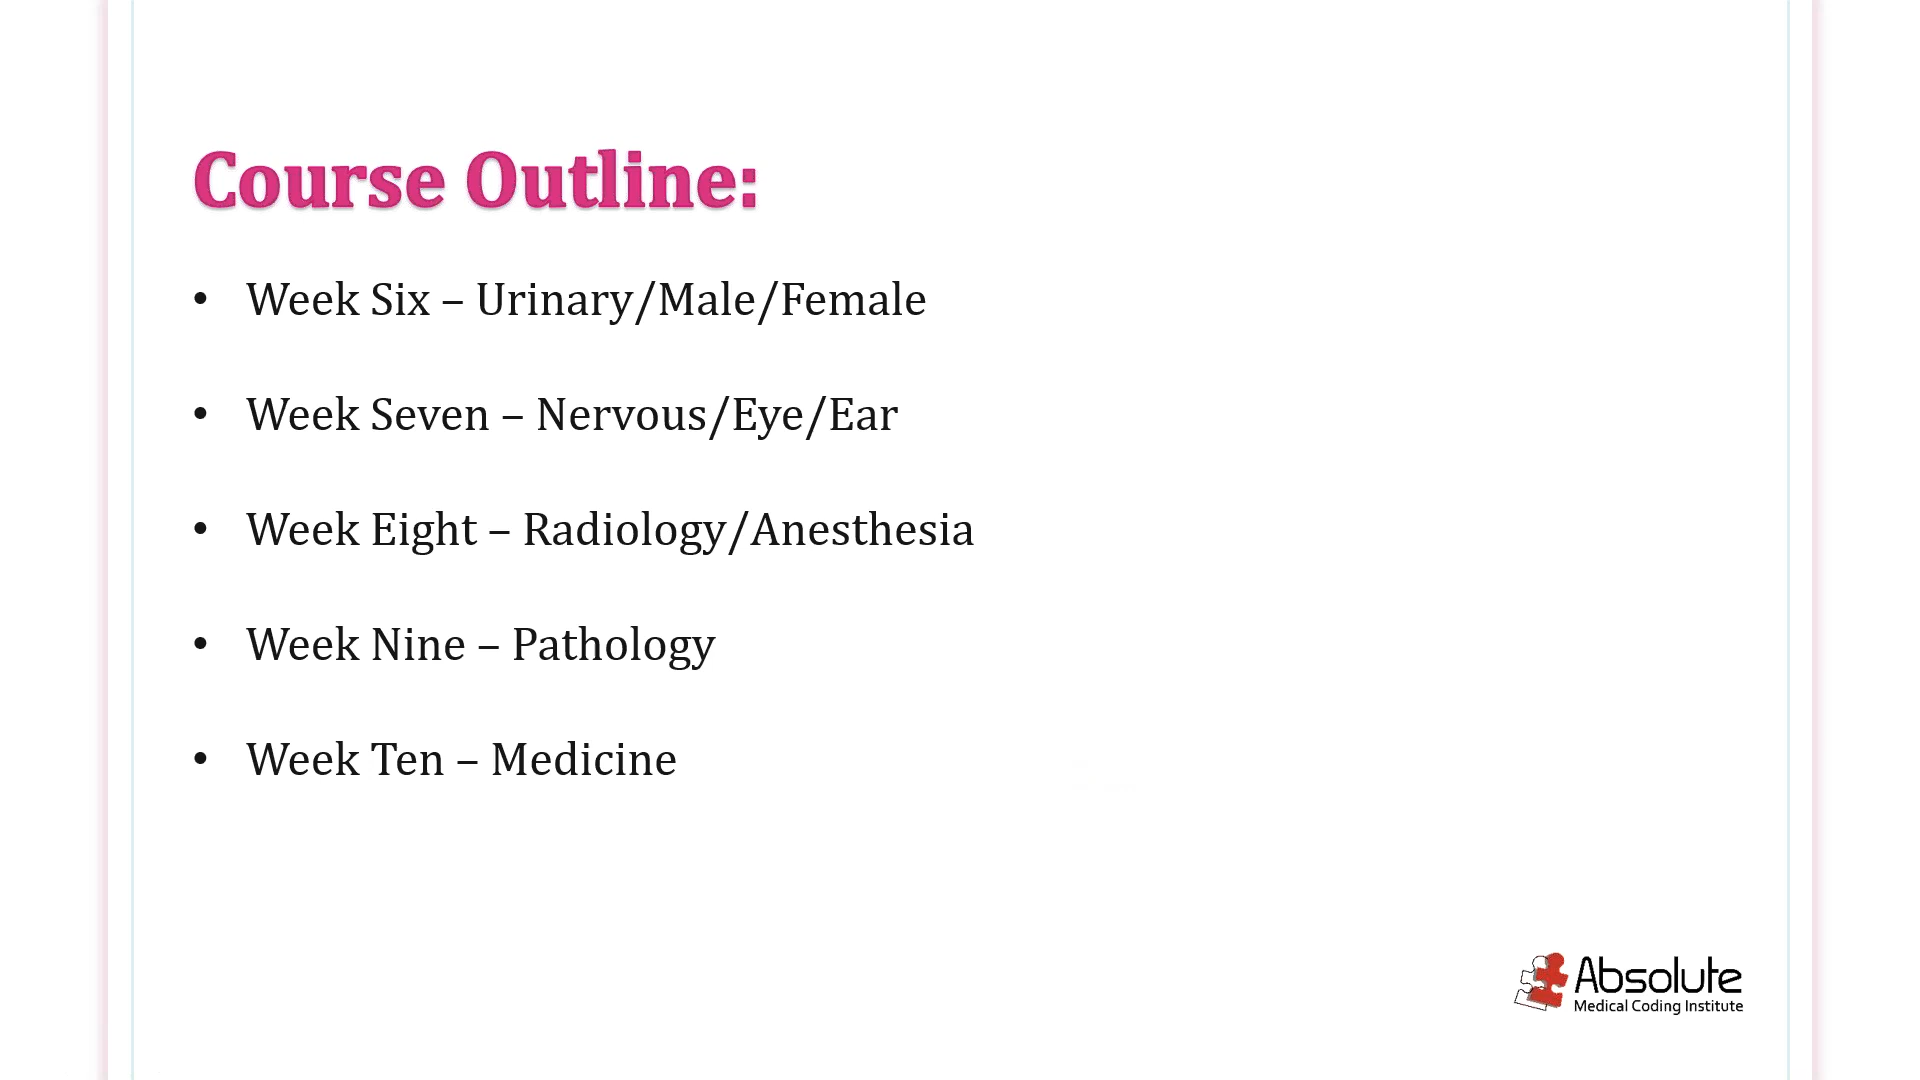 Course Outline:
• Week Six – Urinary/Male/Female
• Week Seven – Nervous/Eye/Ear
• Week Eight – Radiology/Anesthesia
• Week Nine – Pathology
• Week Ten – Medicine
Absolute
Medical Coding Institute